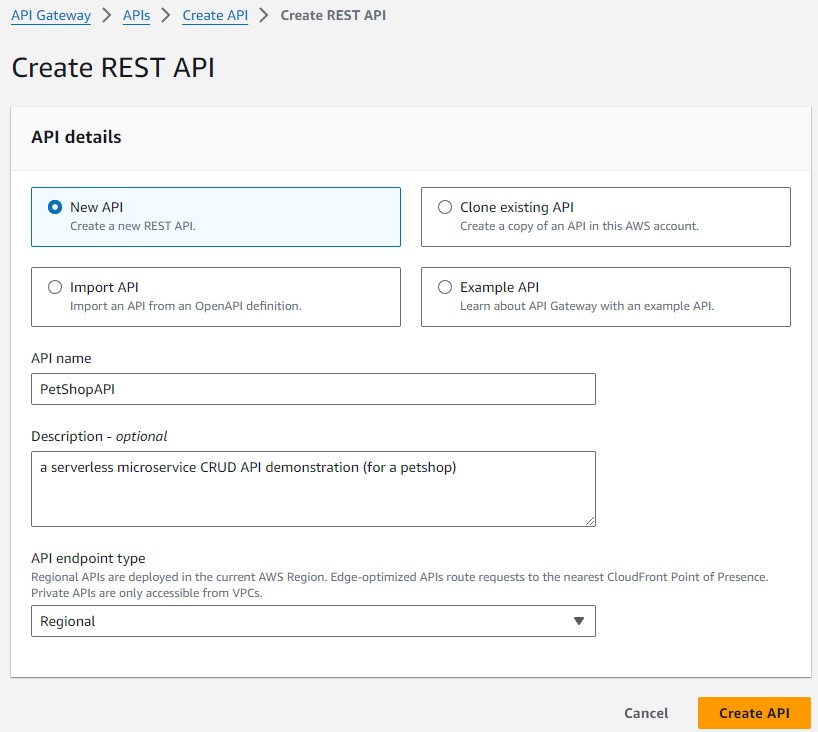 API Gateway > APIs > Create API > Create REST API
Create REST API
API details
New API
Create a new REST API.
Clone existing API
Create a copy of an API in this AWS account.
Import API
Import an API from an OpenAPI definition.
Example API
Learn about API Gateway with an example API.
API name
PetShopAPI
Description - optional
a serverless microservice CRUD API demonstration (for a petshop)
API endpoint type
Regional APIs are deployed in the current AWS Region. Edge-optimized APIs route requests to the nearest CloudFront Point of Presence.
Private APIs are only accessible from VPCs.
Regional
Cancel
Create API